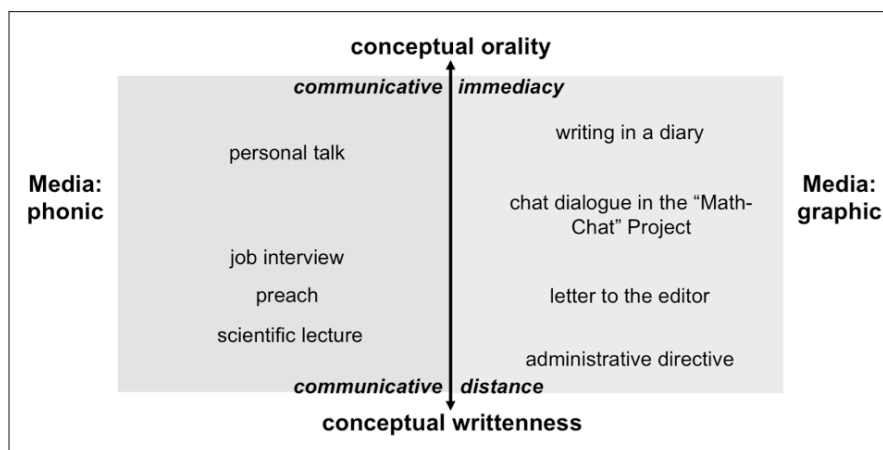 conceptual orality
communicative immediacy
writing in a diary
personal talk
Media:
phonic
chat dialogue in the “Math-
Chat” Project
Media:
graphic
job interview
preach
letter to the editor
scientific lecture
administrative directive
communicative distance
conceptual writtenness